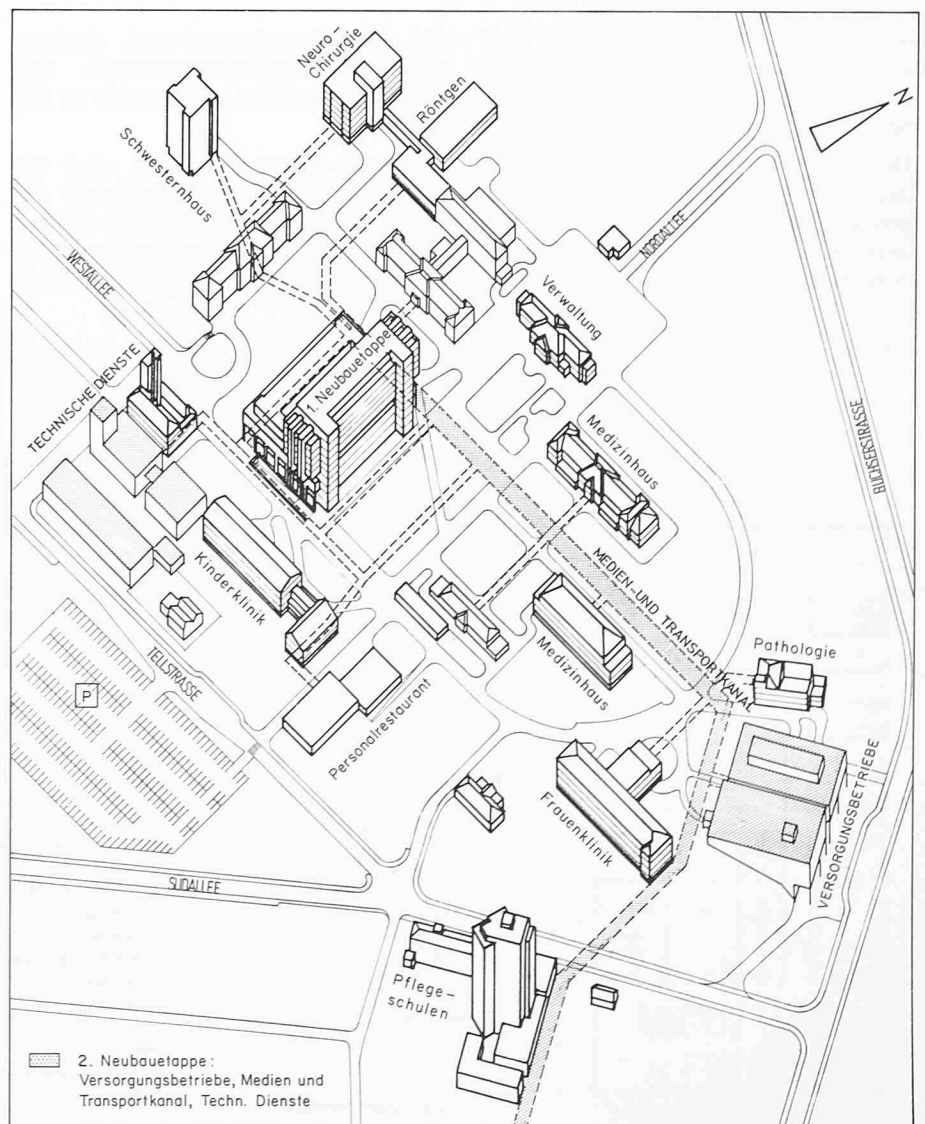 Neuro-
Chirurgie
Röntgen
N
Schwesternhaus
NORDALLEE
WESTALLEE
Verwaltung
1. Neubauetappe
TECHNISCHE DIENSTE
Medizinhaus
BUCHSERSTRASSE
Kinderklinik
MEDIEN-UND TRANSPORTKANAL
TELLSTRASSE
Medizinhaus
Pathologie
P
Personalrestaurant
Frauenklinik
VERSORGUNGSBETRIEBE
SÜDALLEE
Pflege-
schulen
2. Neubauetappe:
Versorgungsbetriebe, Medien und
Transportkanal, Techn. Dienste